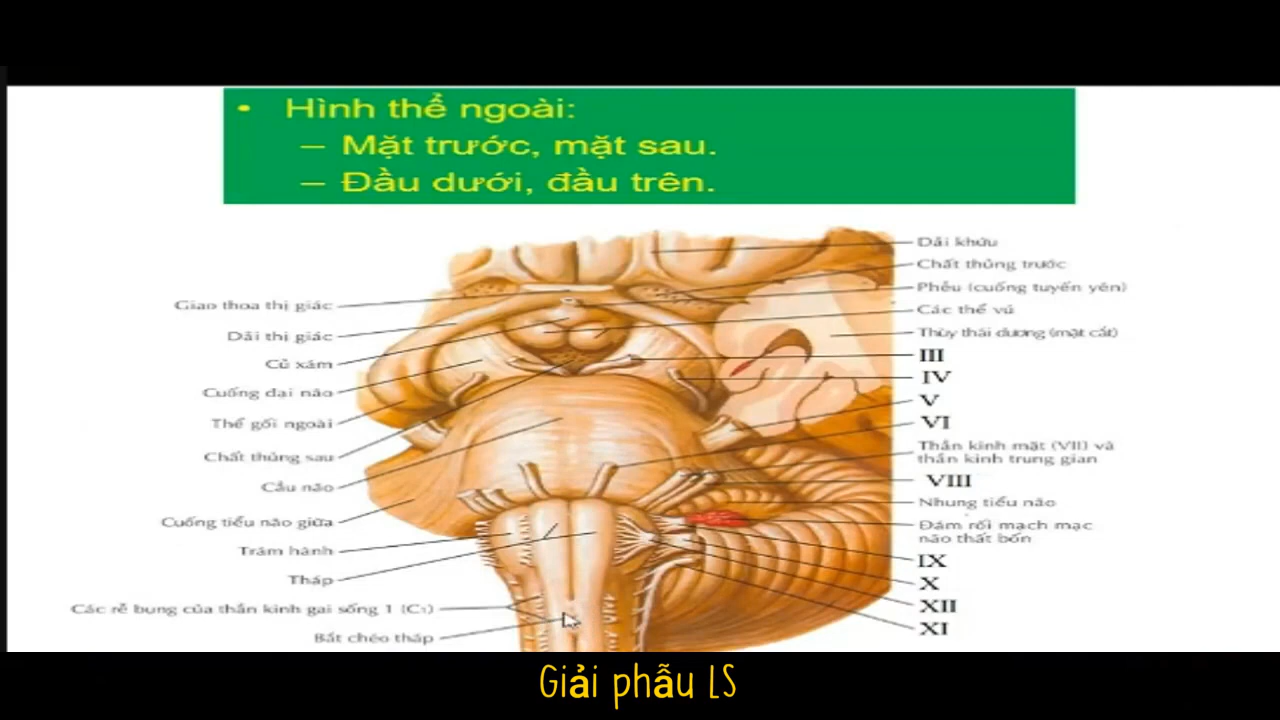 • Hình thể ngoài:
– Mặt trước, mặt sau.
– Đầu dưới, đầu trên.
Giao thoa thị giác
Dải thị giác
Củ xám
Cuống đại não
Thể gối ngoài
Chất thủng sau
Cầu não
Cuống tiểu não giữa
Trám hành
Tháp
Các rễ bụng của thần kinh gai sống 1 (C1)
Bắt chéo tháp
Dải khứu
Chất thủng trước
Phễu (cuống tuyến yên)
Các thể vú
Thùy thái dương (mặt cắt)
III
IV
V
VI
Thần kinh mặt (VII) và
thần kinh trung gian
VIII
Nhung tiểu não
Đám rối mạch mạc
não thất bốn
IX
X
XII
XI
Giải phẫu LS